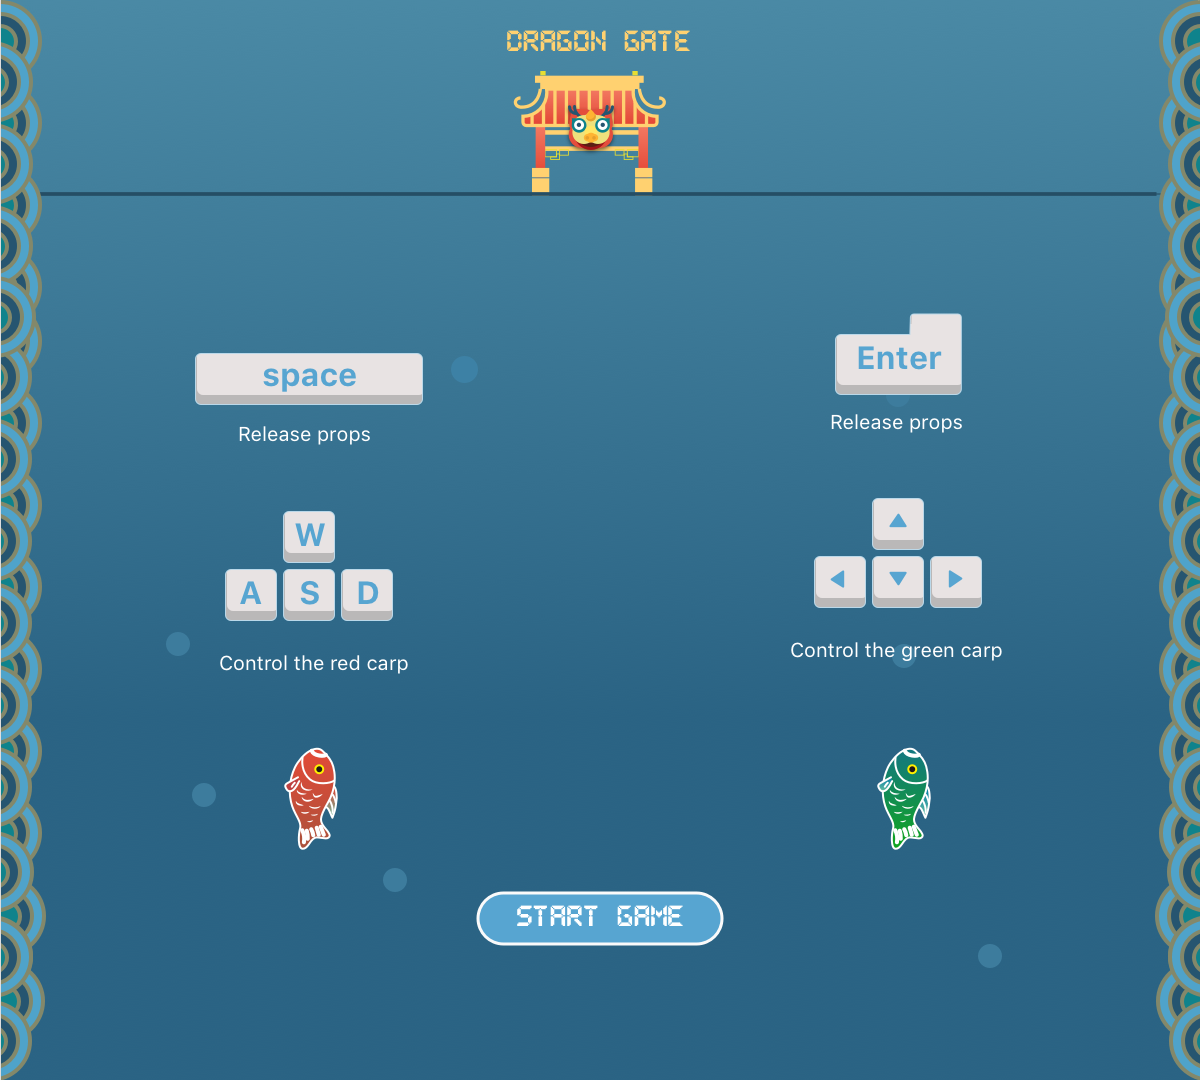 DRAGON GATE
space
Release props
W
A S D
Control the red carp
Enter
Release props
Control the green carp
START GAME